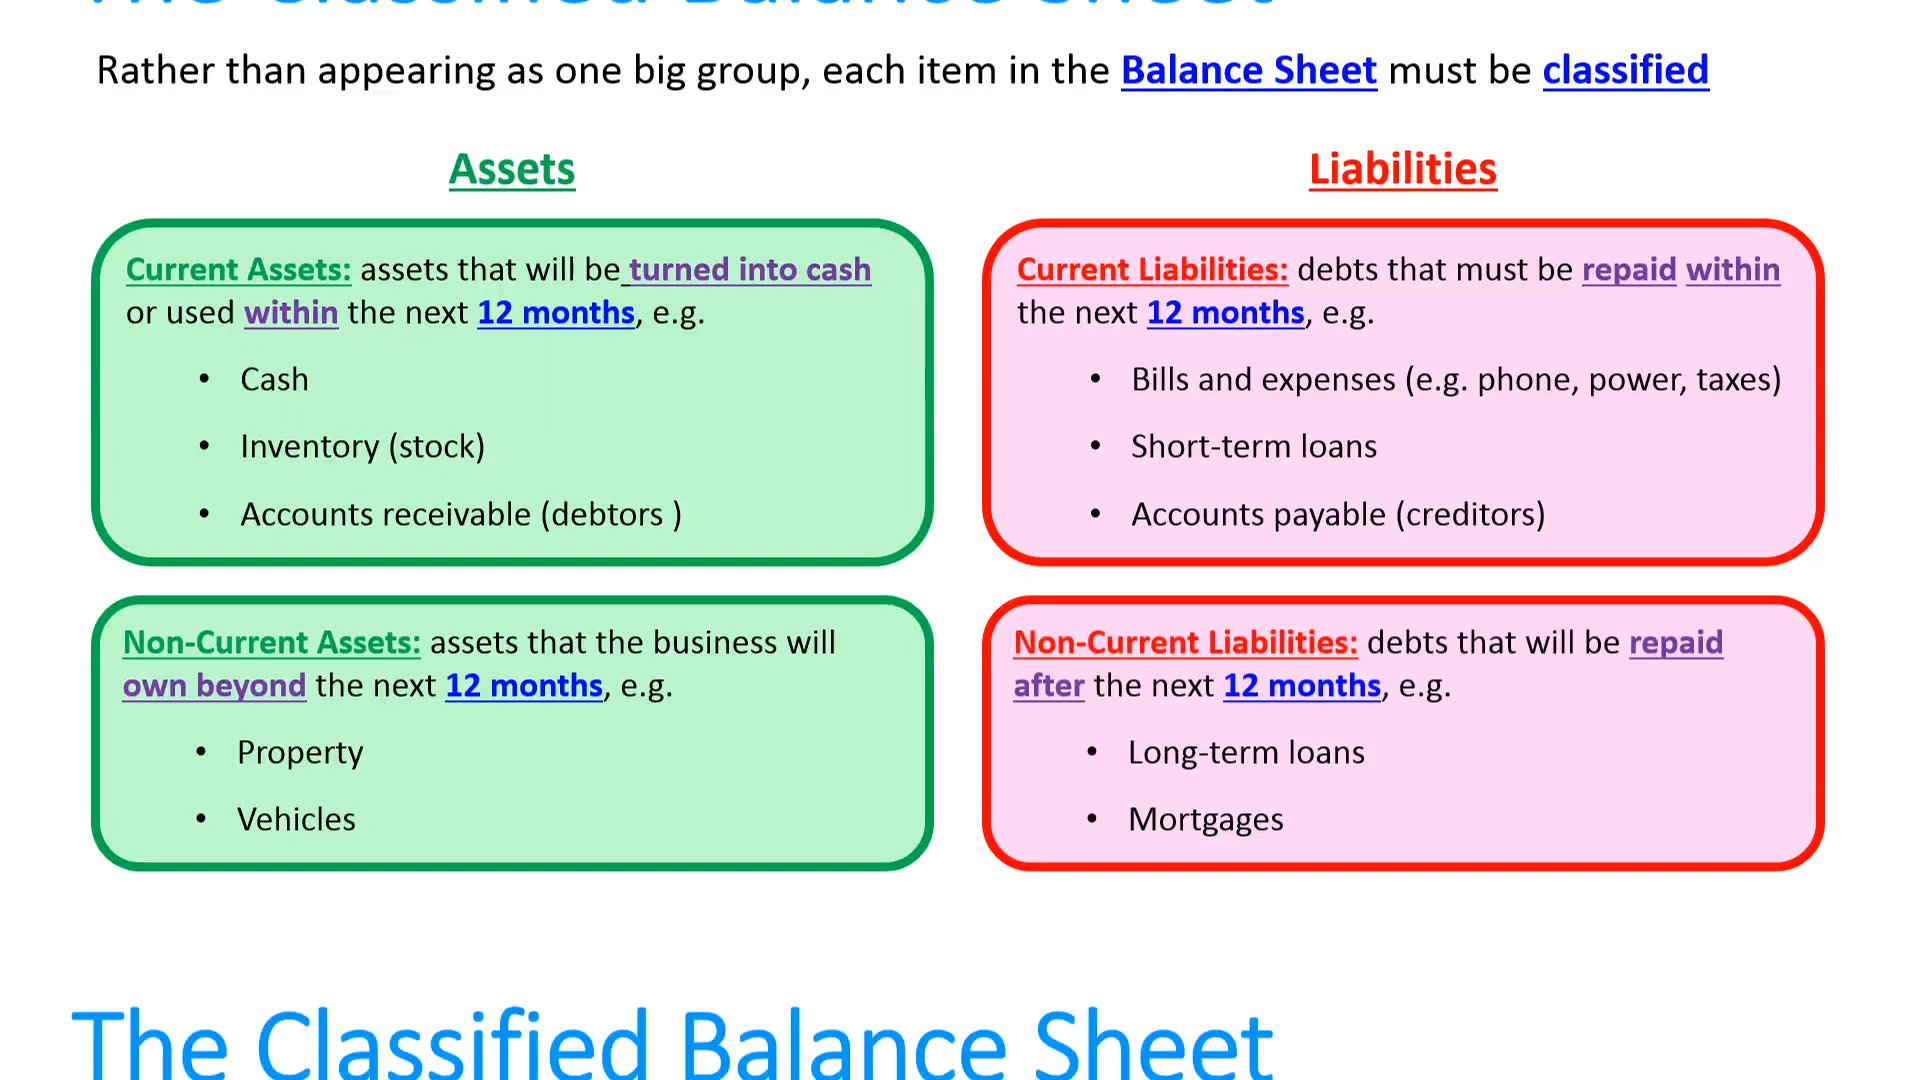 The Classified Balance Sheet
Rather than appearing as one big group, each item in the Balance Sheet must be classified
Assets
Current Assets: assets that will be turned into cash
or used within the next 12 months, e.g.
• Cash
• Inventory (stock)
• Accounts receivable (debtors )
Non-Current Assets: assets that the business will
own beyond the next 12 months, e.g.
• Property
• Vehicles
Liabilities
Current Liabilities: debts that must be repaid within
the next 12 months, e.g.
• Bills and expenses (e.g. phone, power, taxes)
• Short-term loans
• Accounts payable (creditors)
Non-Current Liabilities: debts that will be repaid
after the next 12 months, e.g.
• Long-term loans
• Mortgages
The Classified Balance Sheet